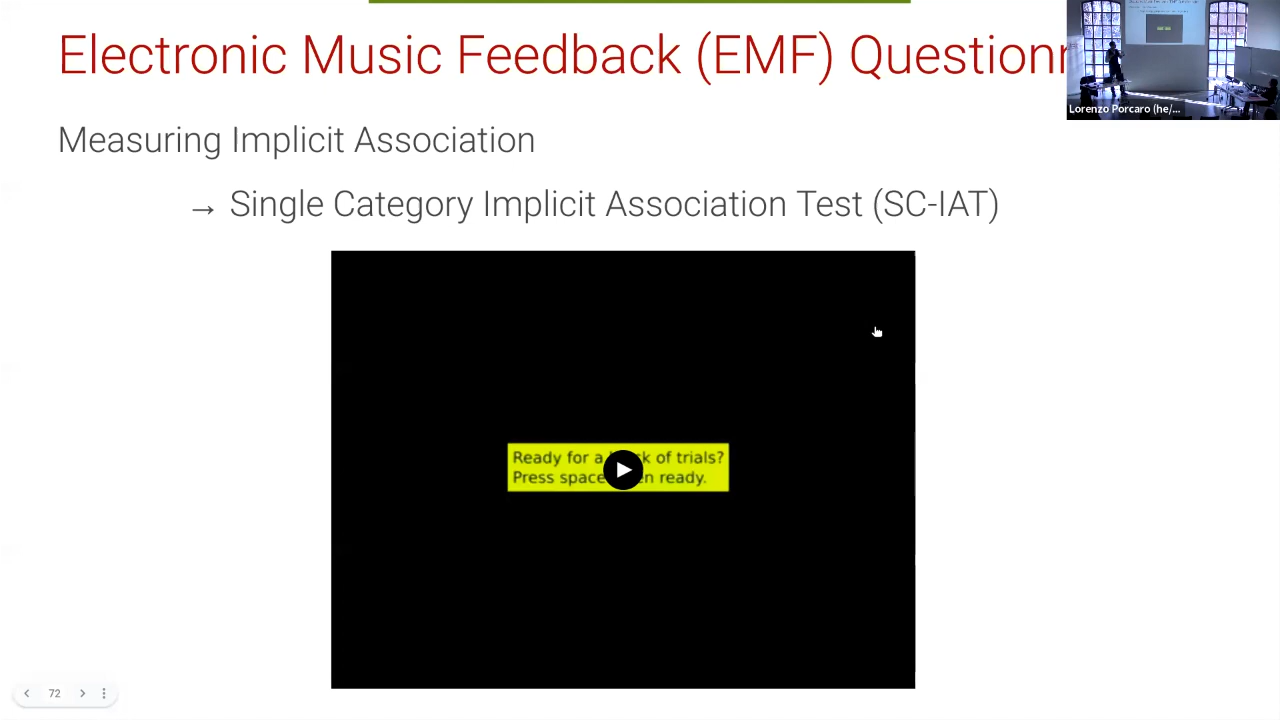 Electronic Music Feedback (EMF) Questionn
Measuring Implicit Association
→ Single Category Implicit Association Test (SC-IAT)
Ready for a of trials?
Press space ready.
Lorenzo Porcaro (he/...
72